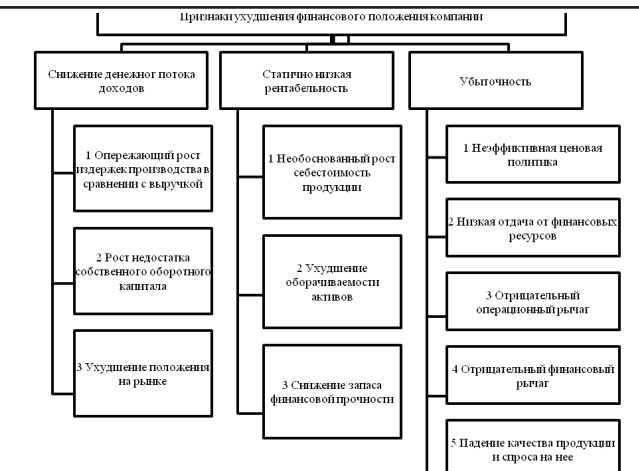 Признаки ухудшения финансового положения компании
Снижение денежног потока
доходов
Статично низкая
рентабельность
Убыточность
1 Опережающий рост
издержек производства в
сравнении с выручкой
2 Рост недостатка
собственного оборотного
капитала
3 Ухудшение положения
на рынке
1 Необоснованный рост
себестоимость
продукции
2 Ухудшение
оборачиваемости
активов
3 Снижение запаса
финансовой прочности
1 Неэффиктивная ценовая
политика
2 Низкая отдача от финансовых
ресурсов
3 Отрицательный
операционный рычаг
4 Отрицательный финансовый
рычаг
5 Падение качества продукции
и спроса на нее